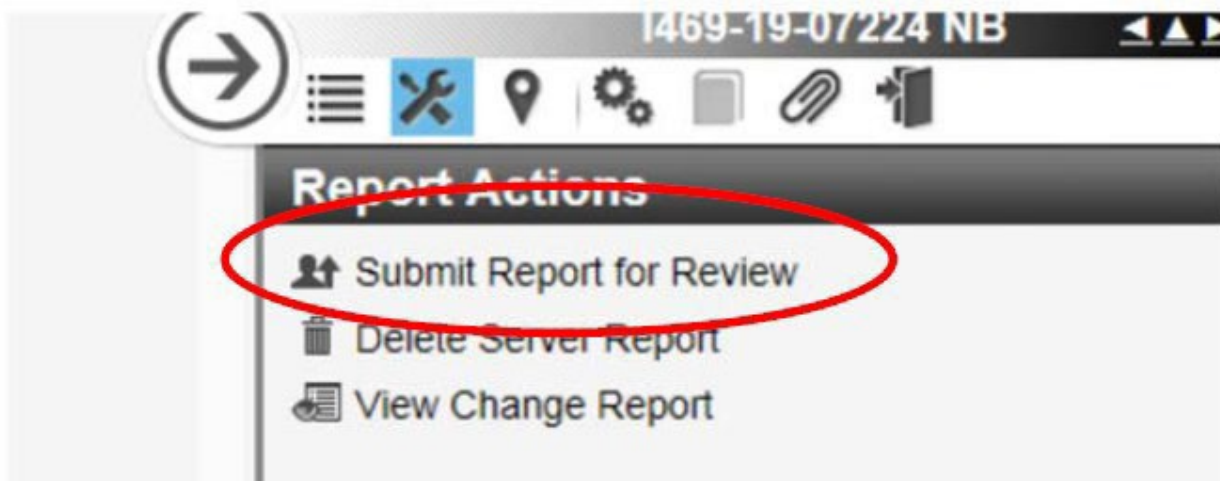 I469-19-07224 NB
Report Actions
Submit Report for Review
Delete Server Report
View Change Report